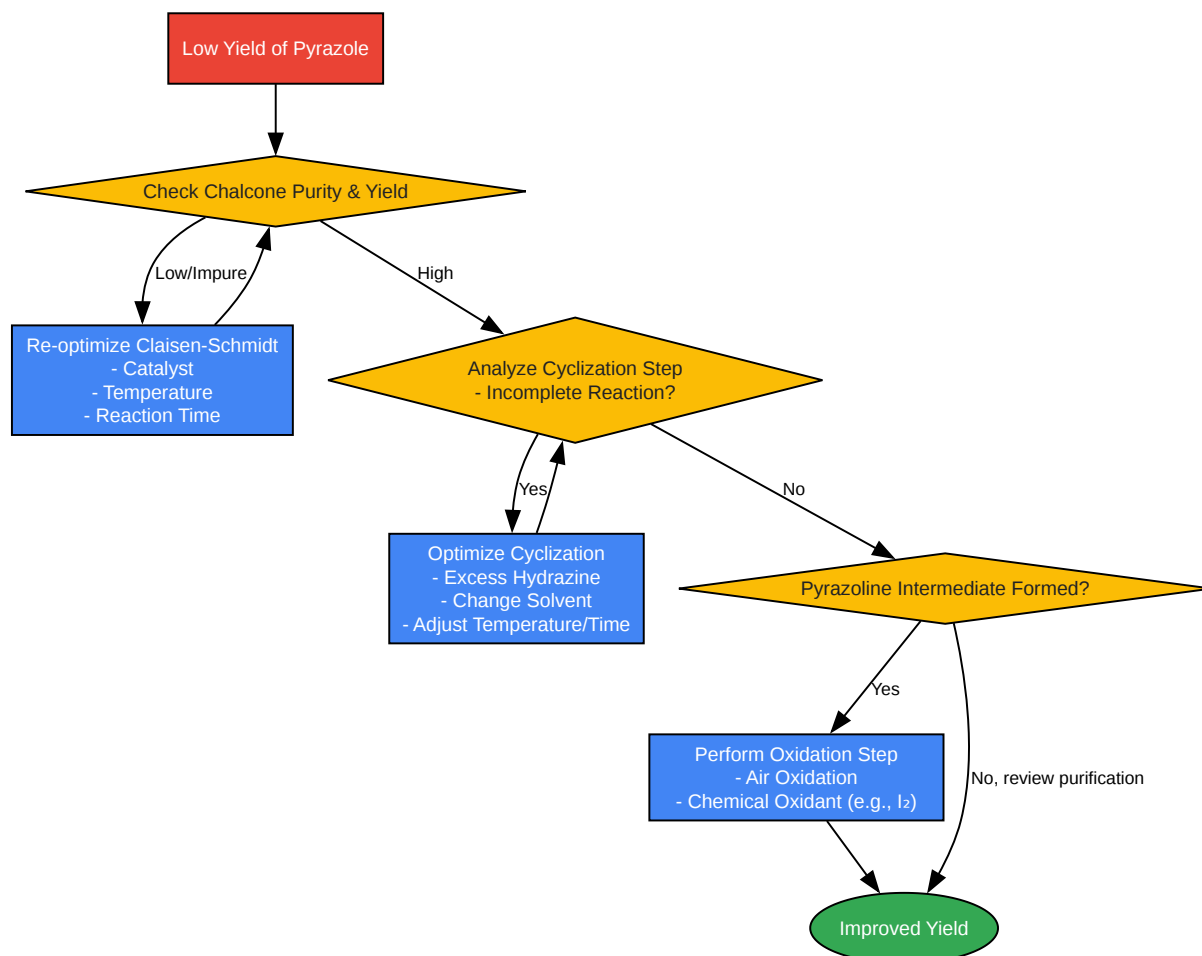 Low Yield of Pyrazole
Check Chalcone Purity & Yield
Low/Impure
High
Re-optimize Claisen-Schmidt
- Catalyst
- Temperature
- Reaction Time
Analyze Cyclization Step
- Incomplete Reaction?
Yes
No
Optimize Cyclization
- Excess Hydrazine
- Change Solvent
- Adjust Temperature/Time
Pyrazoline Intermediate Formed?
Yes
Perform Oxidation Step
- Air Oxidation
- Chemical Oxidant (e.g., I₂)
No, review purification
Improved Yield